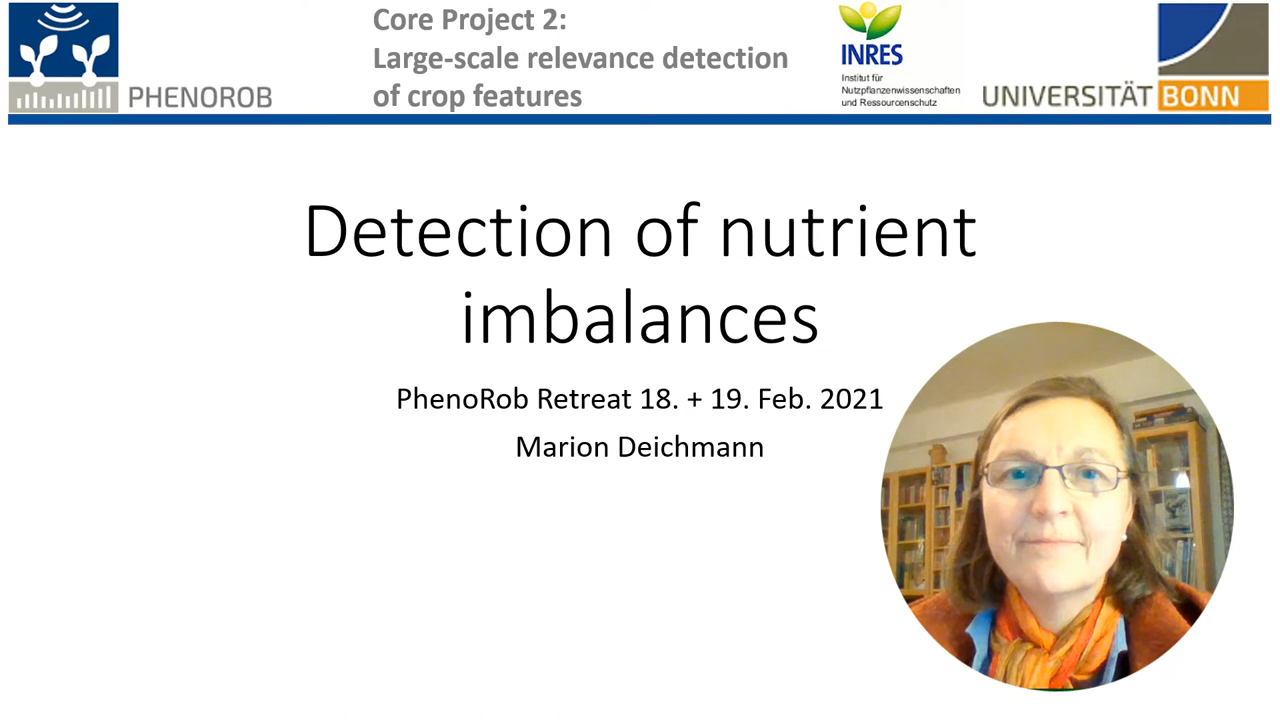 PHENOROB
Core Project 2:
Large-scale relevance detection
of crop features
INRES
Institut für
Nutzpflanzenwissenschaften
und Ressourcenschutz
UNIVERSITÄT BONN
Detection of nutrient
imbalances
PhenoRob Retreat 18. + 19. Feb. 2021
Marion Deichmann